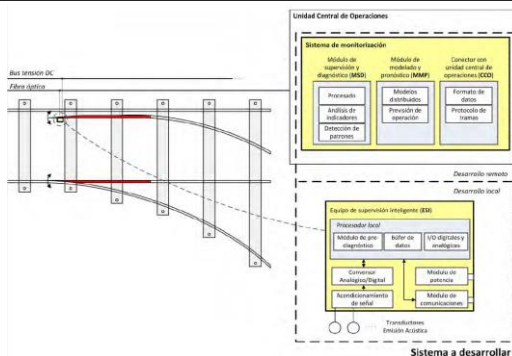 Unidad Central de Operaciones
Sistema de monitorización
Módulo de
supervisión y
diagnóstico (MSD)
Procesado
Análisis de
indicadores
Detección de
patrones
Módulo de
modelado y
pronóstico (MMP)
Modelos
distribuidos
Previsión de
operación
Conector con
unidad central de
operaciones (CCO)
Formato de
datos
Protocolo de
tramas
Bus tensión DC
Fibra óptica
Desarrollo remoto
Desarrollo local
Equipo de supervisión inteligente (ESI)
Procesador local
Módulo de pre-
diagnóstico
Búfer de
datos
I/O digitales y
analógicas
Conversor
Analógico/Digital
Módulo de
potencia
Acondicionamiento
de señal
Módulo de
comunicaciones
Transductores
Emisión Acústica
Sistema a desarrollar